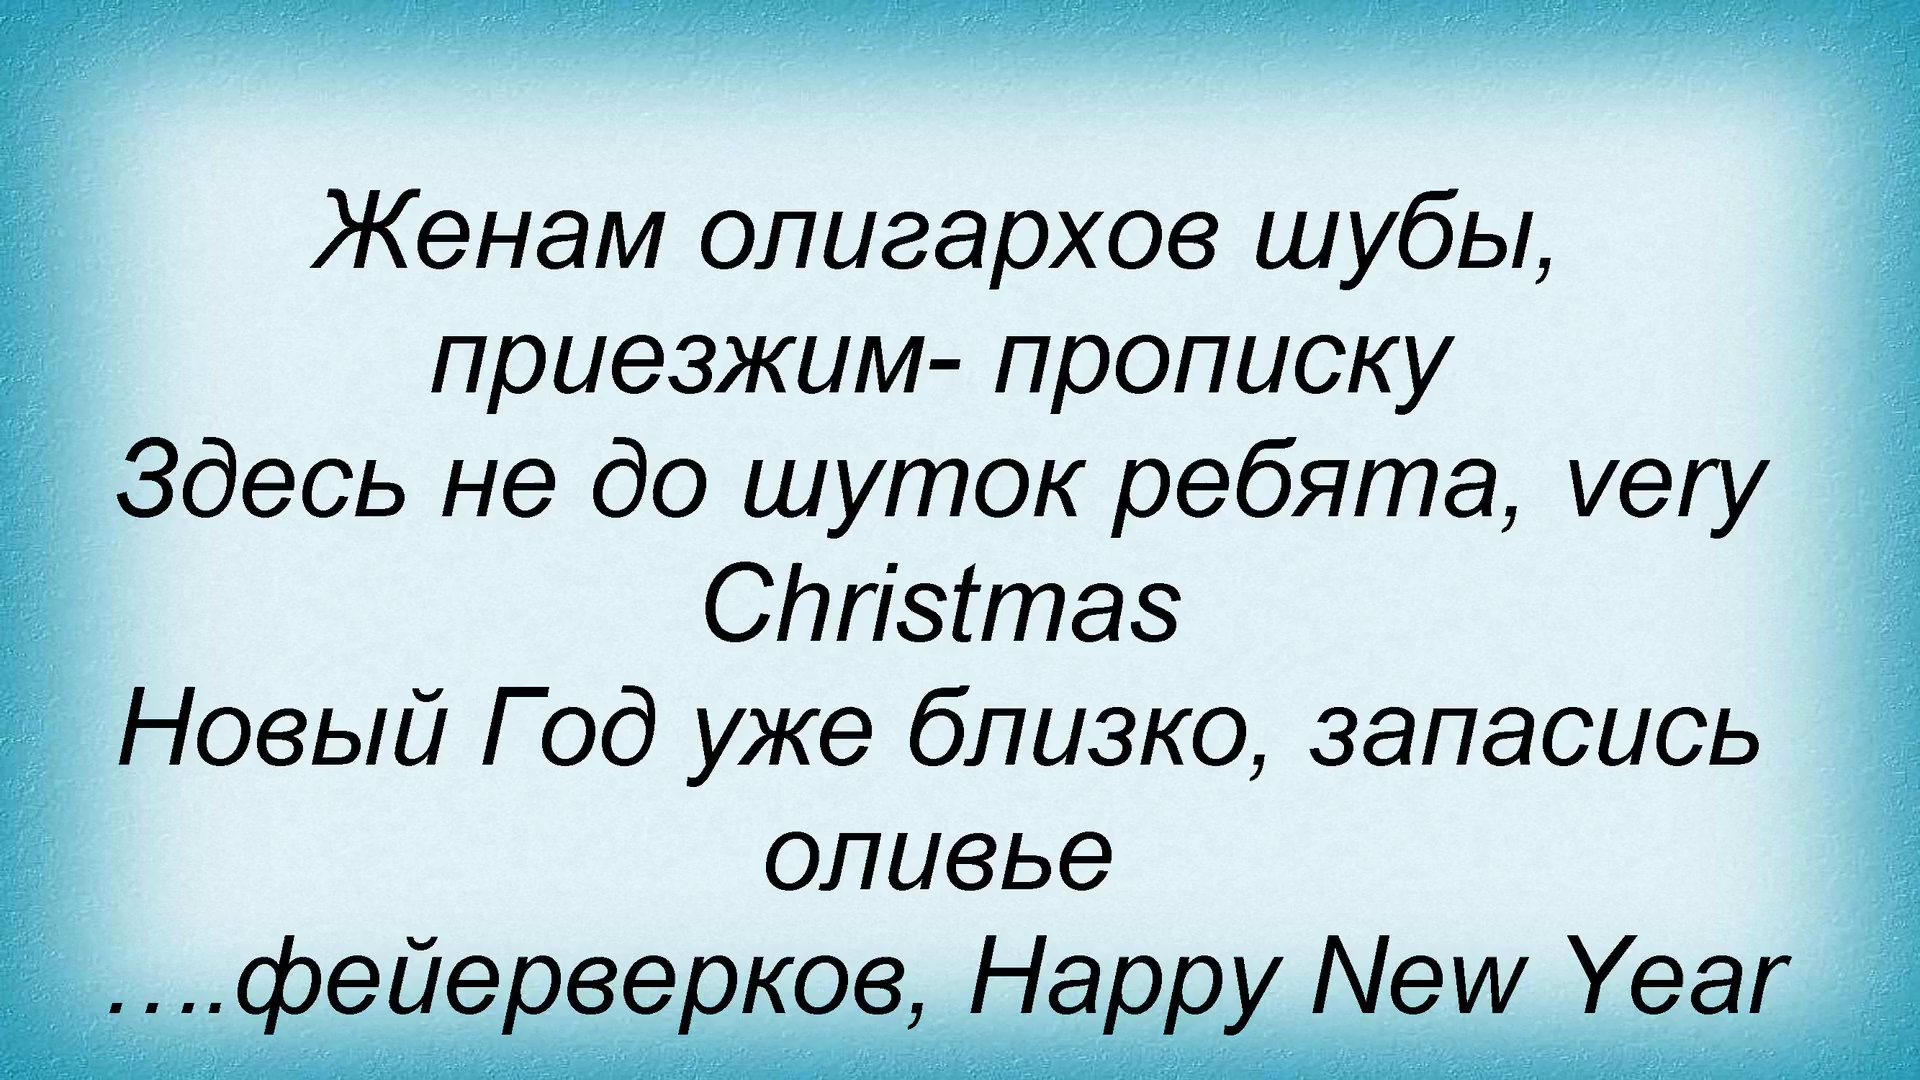 Женам олигархов шубы,
приезжим- прописку
Здесь не до шуток ребята, very
Christmas
Новый Год уже близко, запасись
оливье
….фейерверков, Happy New Year